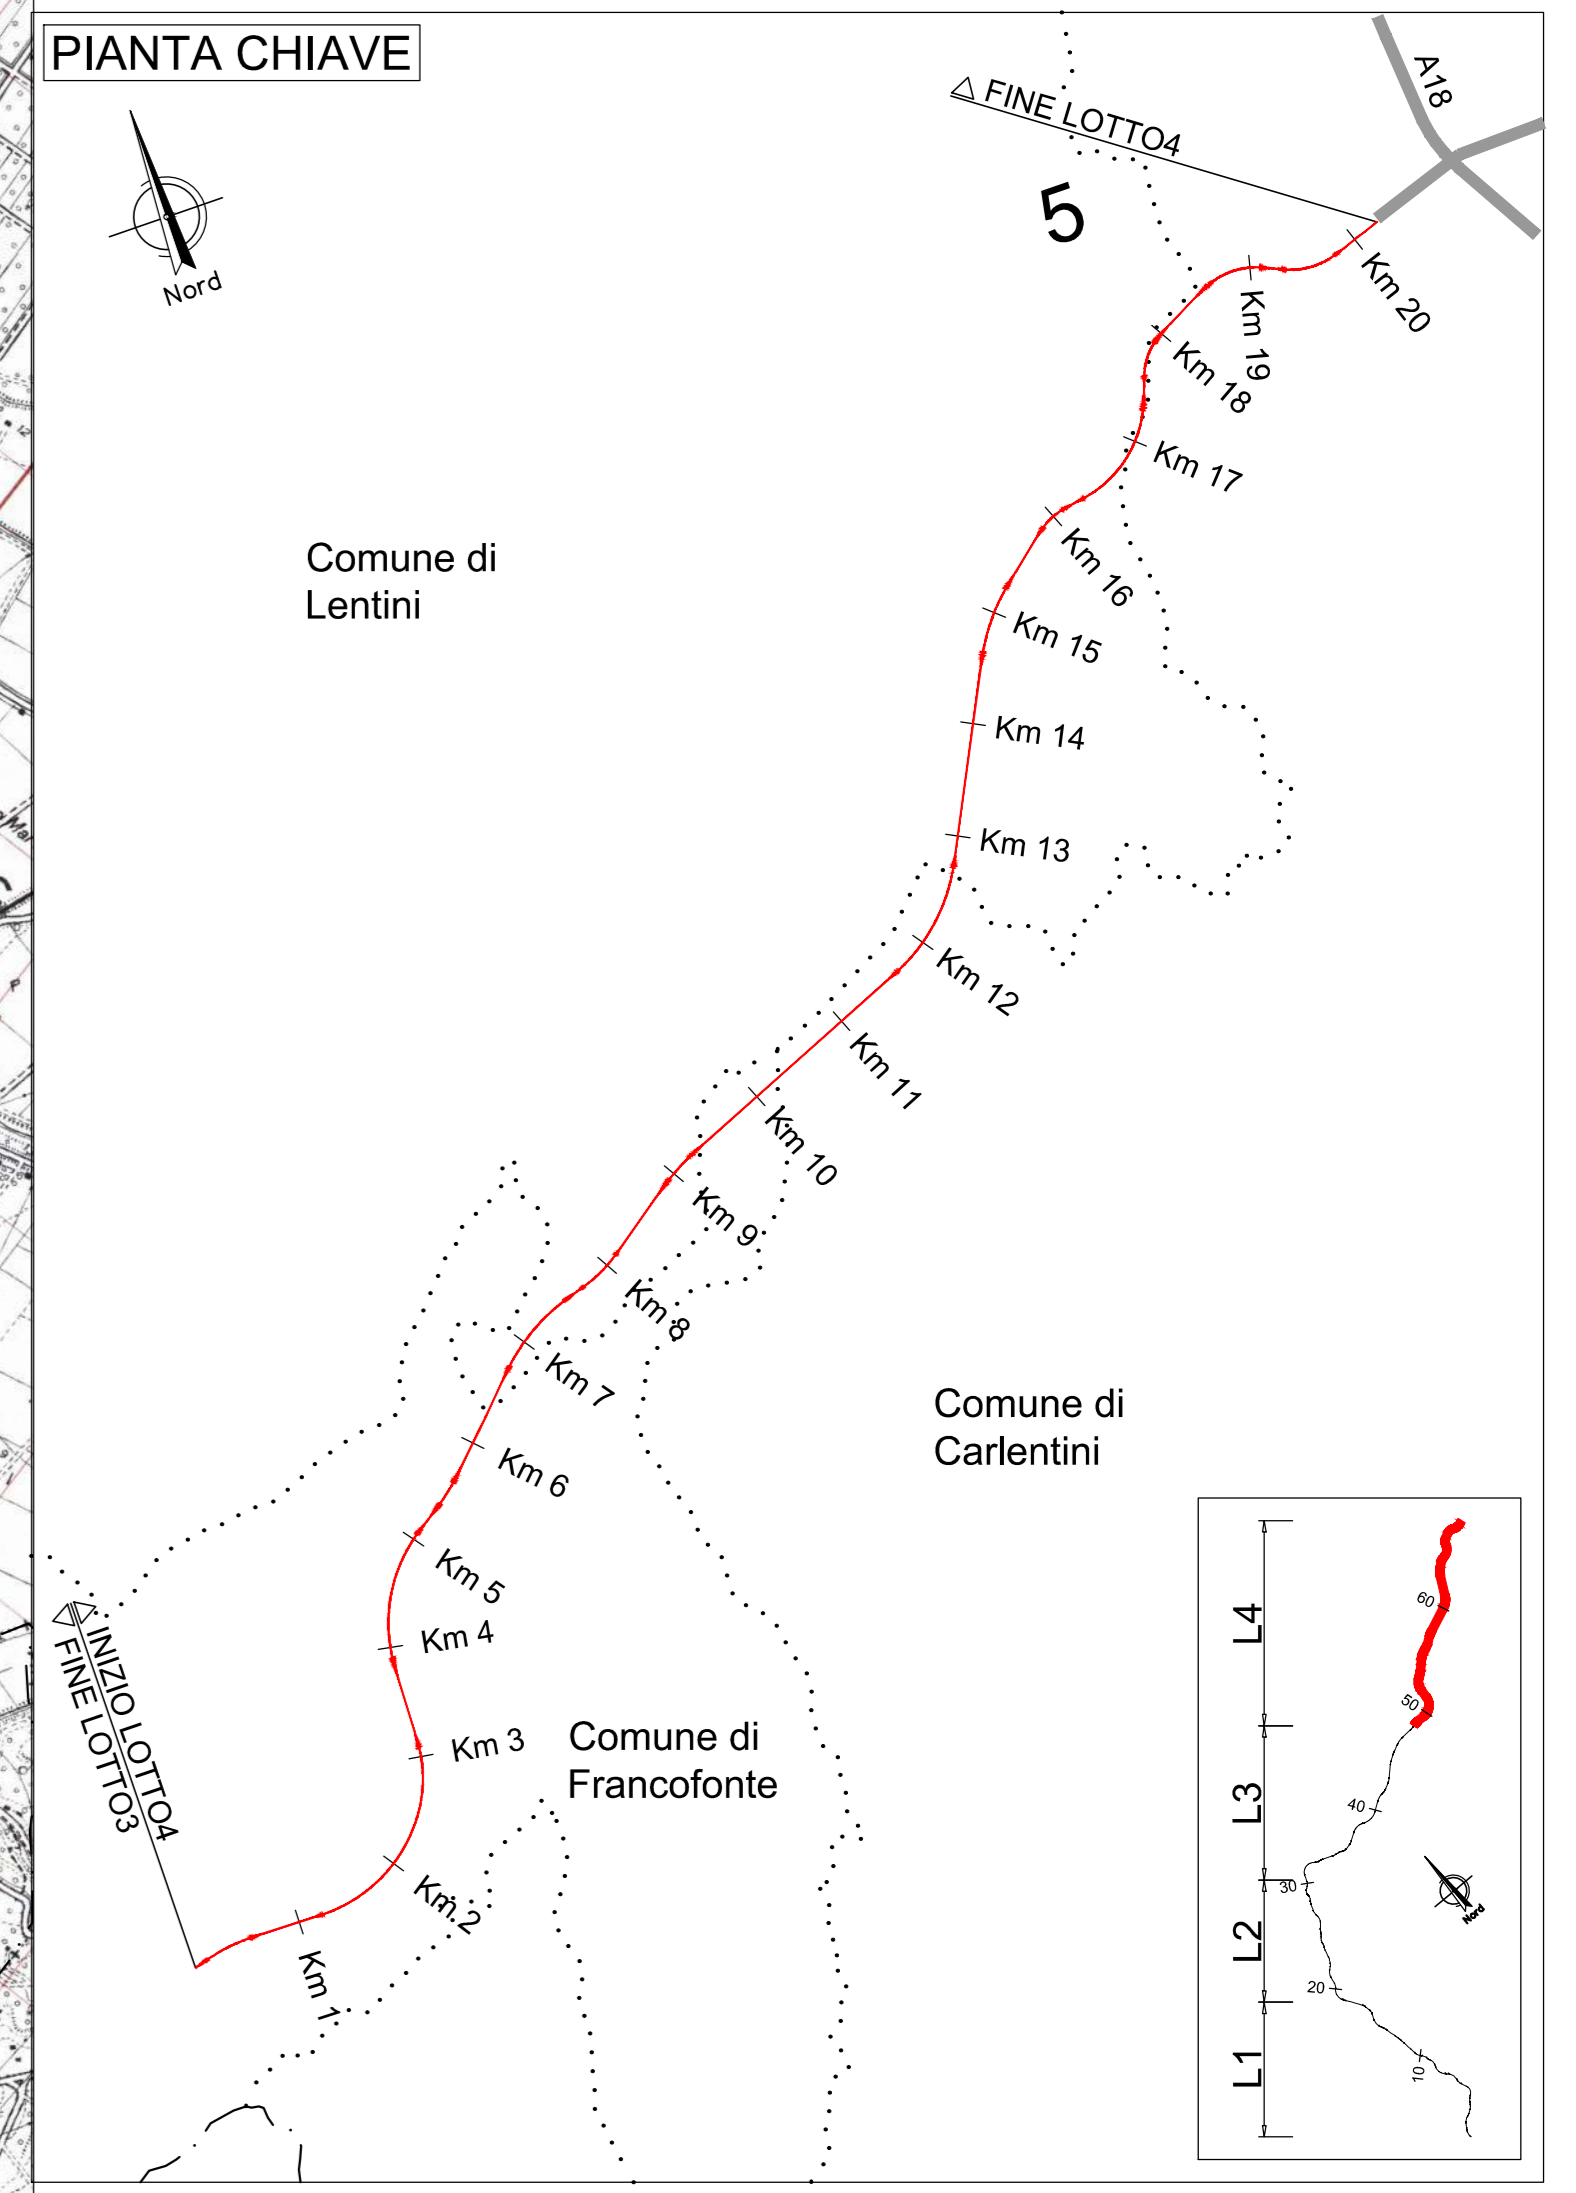 PIANTA CHIAVE
A18
FINE LOTTO4
5
Nord
Km 20
Km 19
Km 18
Km 17
Comune di
Lentini
Km 16
Km 15
Km 14
Km 13
Km 12
Km 11
Km 10
Km 9
Km 8
Km 7
Comune di
Carlentini
Km 6
Km 5
Km 4
INIZIO LOTTO4
FINE LOTTO3
Km 3
Comune di
Francofonte
Km 2
Km 1
L4
60
50
L3
40
30
Nord
L2
20
L1
10